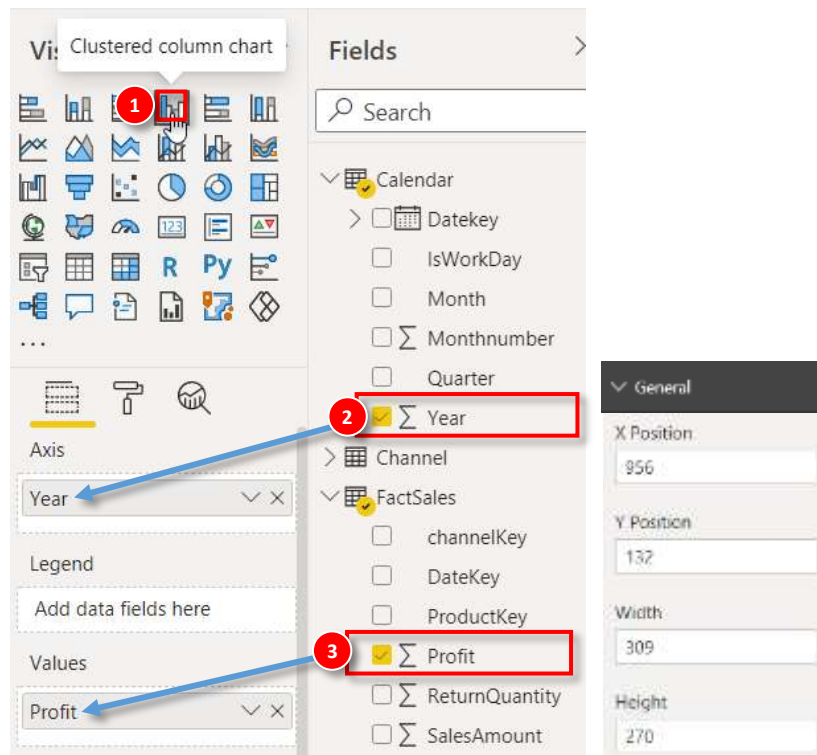 Vis
Clustered column chart
1
123
R
Py
...
Axis
Year
Legend
Add data fields here
Values
Profit
Fields
Search
Calendar
Datekey
IsWorkDay
Month
Monthnumber
Quarter
2
Year
Channel
FactSales
channelKey
DateKey
ProductKey
3
Profit
ReturnQuantity
SalesAmount
General
X Position
956
Y Position
132
Width
309
Height
270